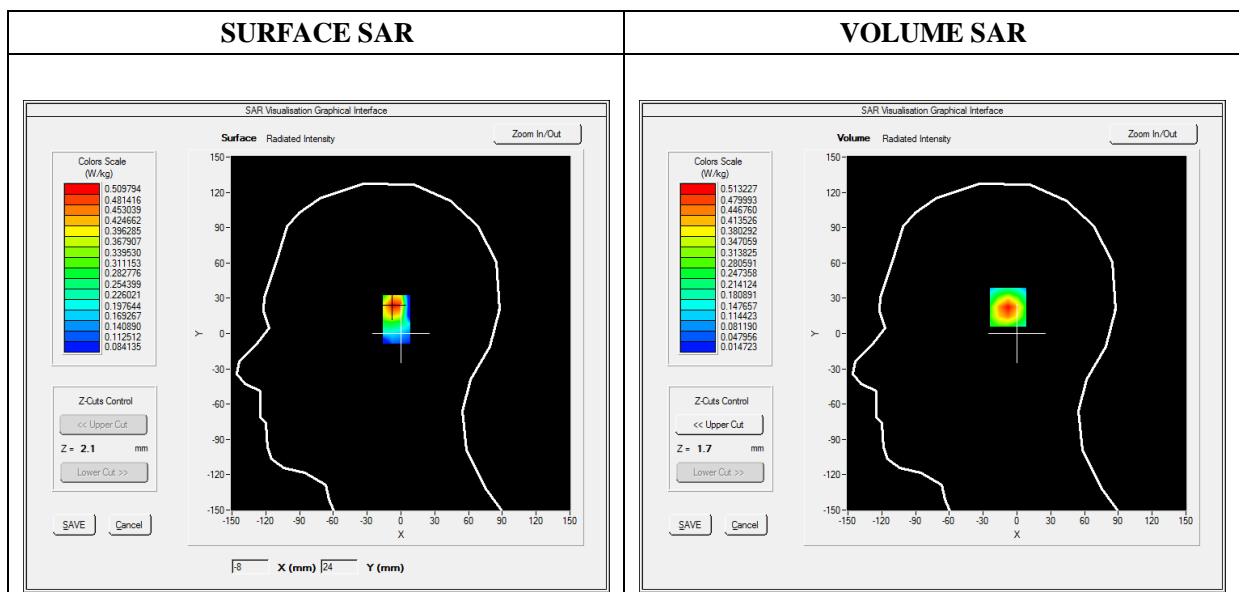 SURFACE SAR
VOLUME SAR
SAR Visualisation Graphical Interface
Surface Radiated Intensity
Zoom In/Out
Colors Scale
(W/kg)
0.509794
0.481416
0.453039
0.424662
0.396285
0.367907
0.339530
0.311153
0.282776
0.254399
0.226021
0.197644
0.169267
0.140890
0.112512
0.084135
Z-Cuts Control
<< Upper Cut
Z = 2.1 mm
Lower Cut >>
SAVE Cancel
150
120
90
60
30
0
-30
-60
-90
-120
-150
Y
-150 -120 -90 -60 -30 0 30 60 90 120 150
X
-8 X (mm) 24 Y (mm)
SAR Visualisation Graphical Interface
Volume Radiated Intensity
Zoom In/Out
Colors Scale
(W/kg)
0.513227
0.479993
0.446760
0.413526
0.380292
0.347059
0.313825
0.280591
0.247358
0.214124
0.180891
0.147657
0.114423
0.081190
0.047956
0.014723
Z-Cuts Control
<< Upper Cut
Z = 1.7 mm
Lower Cut >>
SAVE Cancel
150
120
90
60
30
0
-30
-60
-90
-120
-150
Y
-150 -120 -90 -60 -30 0 30 60 90 120 150
X